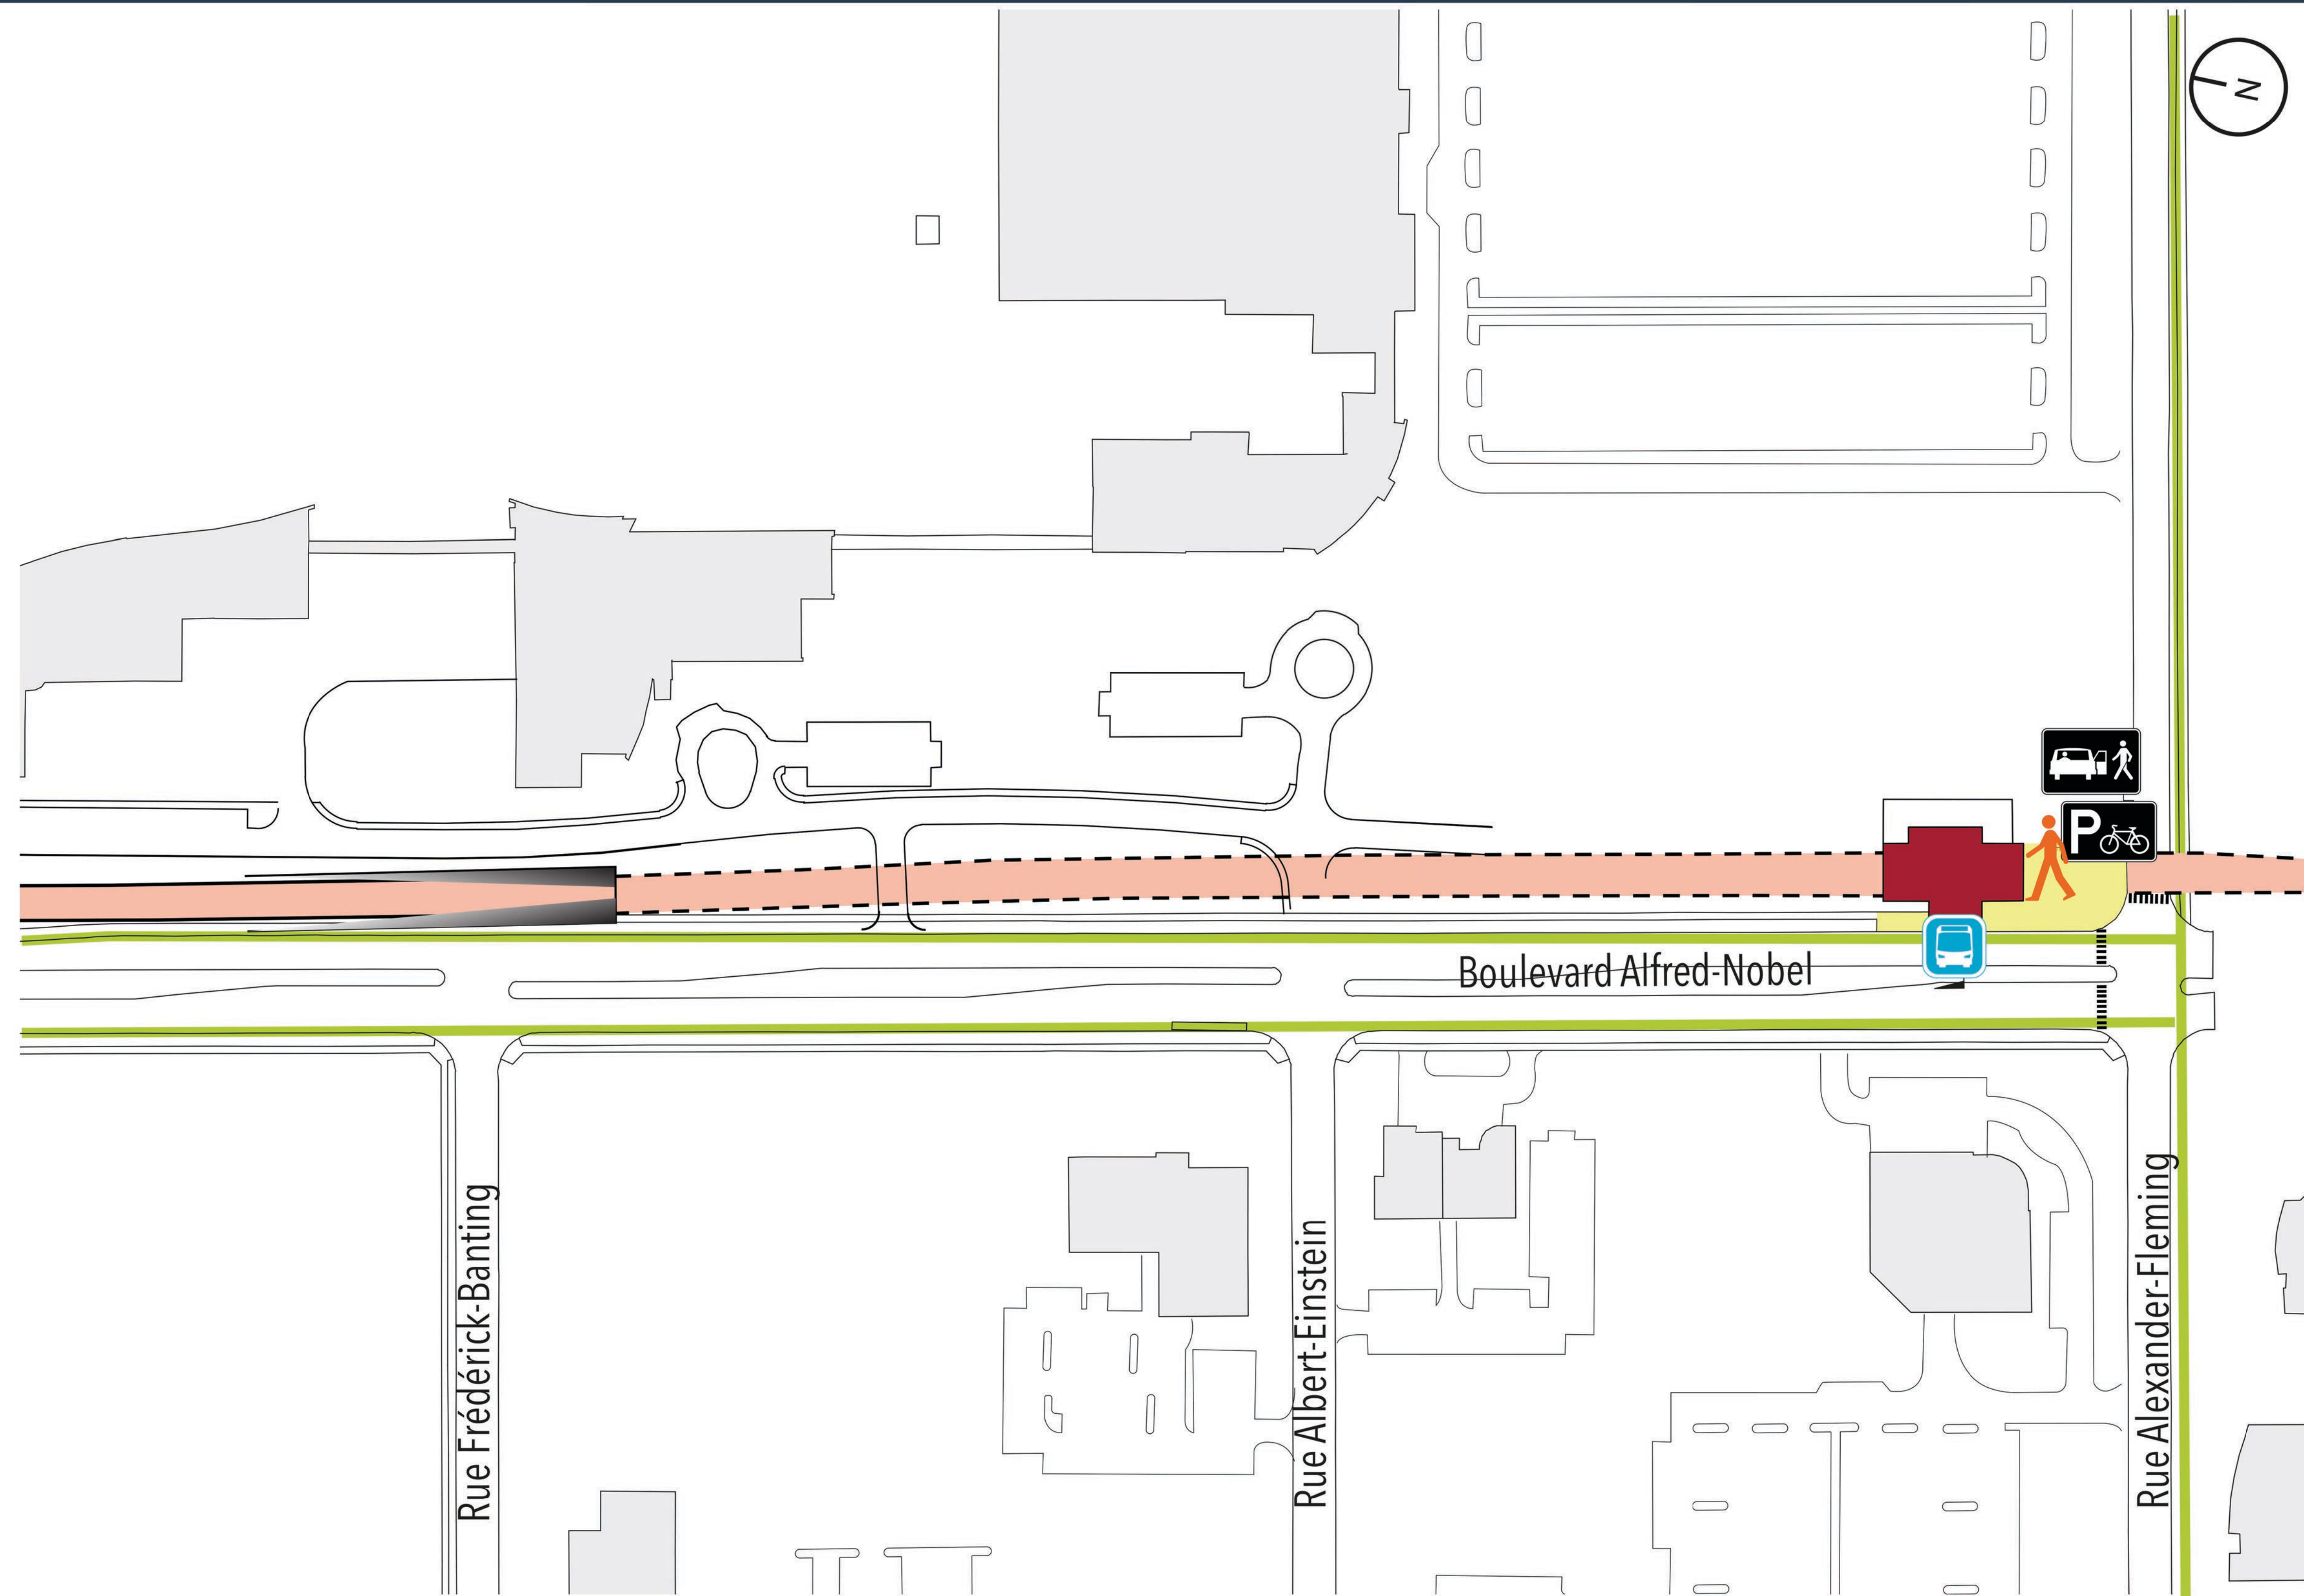 N
P
Boulevard Alfred-Nobel
Rue Frédérick-Banting
Rue Albert-Einstein
Rue Alexander-Fleming